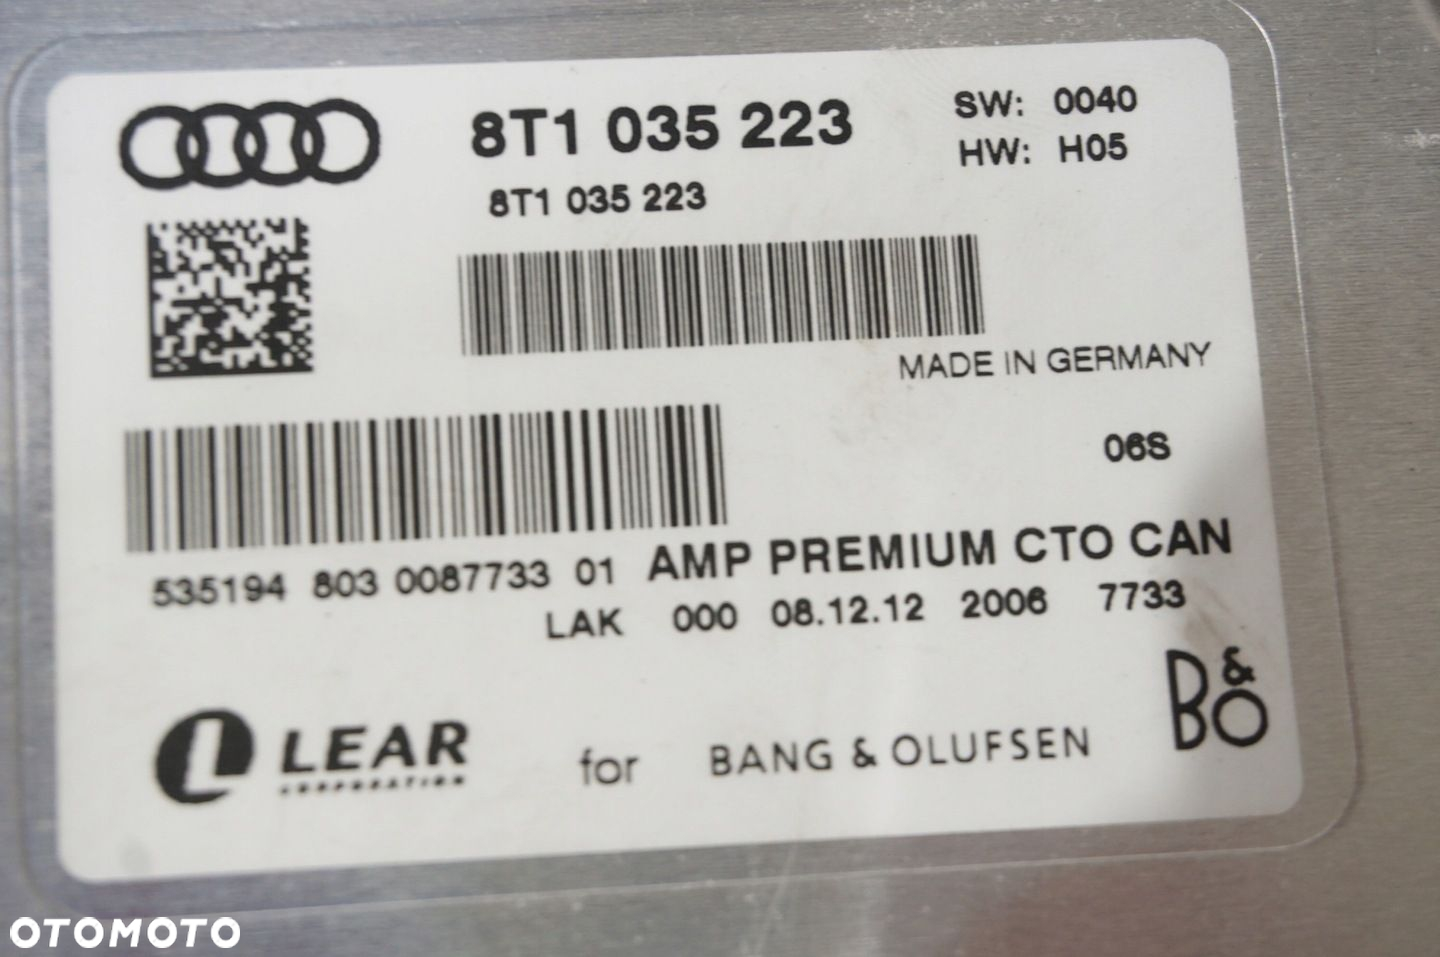 8T1 035 223
SW: 0040
HW: H05
8T1 035 223
MADE IN GERMANY
06S
535194 803 0087733 01 AMP PREMIUM CTO CAN
LAK 000 08.12.12 2006 7733
LEAR
CORPORATION
for BANG & OLUFSEN
B&O
OTOMOTO